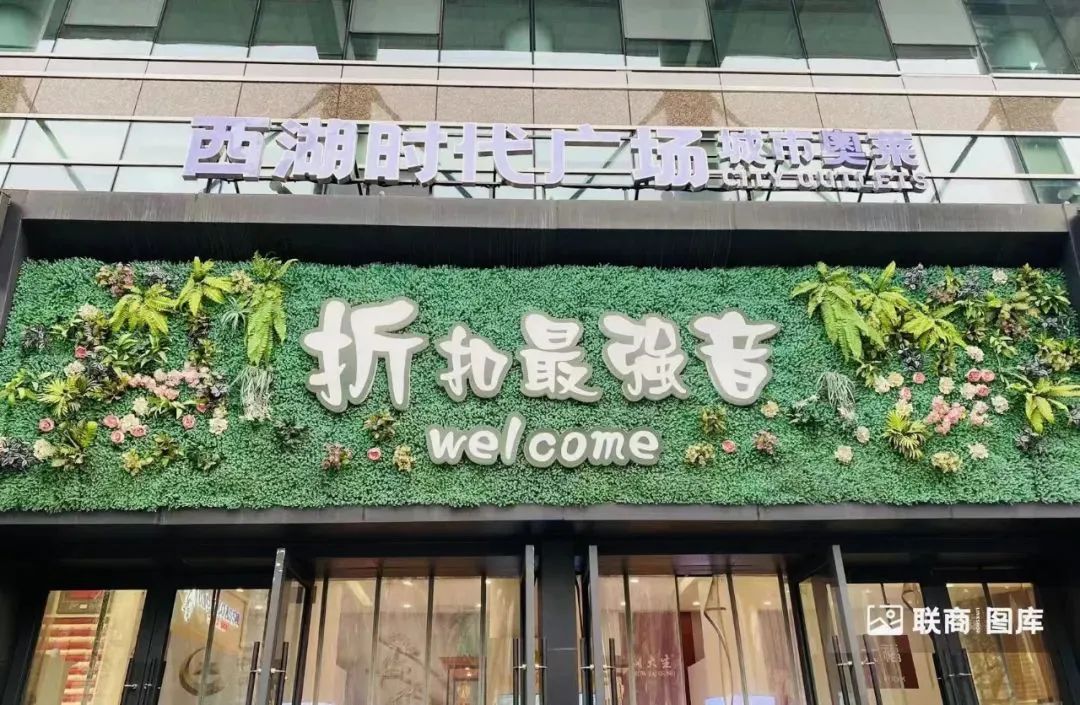 西湖时代广场 城市奥莱
CITY OUTLETS
折扣最强音
welcome
联商图库